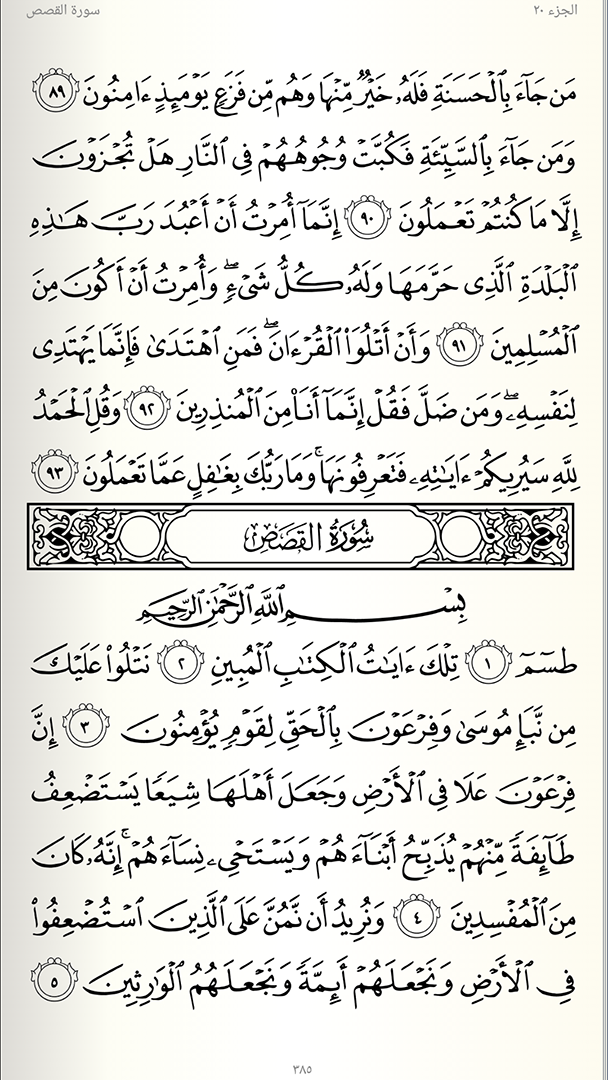 الجزء ٢٠
سورة القصص
مَن جَآءَ بِٱلْحَسَنَةِ فَلَهُۥ خَيْرٌ مِّنْهَا وَهُم مِّن فَزَعٍ يَوْمَئِذٍ ءَامِنُونَ ٨٩
وَمَن جَآءَ بِٱلسَّيِّئَةِ فَكُبَّتْ وُجُوهُهُمْ فِى ٱلنَّارِ هَلْ تُجْزَوْنَ
إِلَّا مَا كُنتُمْ تَعْمَلُونَ ٩٠ إِنَّمَآ أُمِرْتُ أَنْ أَعْبُدَ رَبَّ هَٰذِهِ
ٱلْبَلْدَةِ ٱلَّذِى حَرَّمَهَا وَلَهُۥ كُلُّ شَىْءٍ ۖ وَأُمِرْتُ أَنْ أَكُونَ مِنَ
ٱلْمُسْلِمِينَ ٩١ وَأَنْ أَتْلُوَا۟ ٱلْقُرْءَانَ ۖ فَمَنِ ٱهْتَدَىٰ فَإِنَّمَا يَهْتَدِى
لِنَفْسِهِۦ ۖ وَمَن ضَلَّ فَقُلْ إِنَّمَآ أَنَا۠ مِنَ ٱلْمُنذِرِينَ ٩٢ وَقُلِ ٱلْحَمْدُ
لِلَّهِ سَيُرِيكُمْ ءَايَٰتِهِۦ فَتَعْرِفُونَهَا ۚ وَمَا رَبُّكَ بِغَٰفِلٍ عَمَّا تَعْمَلُونَ ٩٣
سُورَةُ القَصَصِ
بِسْمِ ٱللَّهِ ٱلرَّحْمَٰنِ ٱلرَّحِيمِ
طسٓمٓ ١ تِلْكَ ءَايَٰتُ ٱلْكِتَٰبِ ٱلْمُبِينِ ٢ نَتْلُوا۟ عَلَيْكَ
مِن نَّبَإِ مُوسَىٰ وَفِرْعَوْنَ بِٱلْحَقِّ لِقَوْمٍ يُؤْمِنُونَ ٣ إِنَّ
فِرْعَوْنَ عَلَا فِى ٱلْأَرْضِ وَجَعَلَ أَهْلَهَا شِيَعًا يَسْتَضْعِفُ
طَآئِفَةً مِّنْهُمْ يُذَبِّحُ أَبْنَآءَهُمْ وَيَسْتَحْىِۦ نِسَآءَهُمْ ۚ إِنَّهُۥ كَانَ
مِنَ ٱلْمُفْسِدِينَ ٤ وَنُرِيدُ أَن نَّمُنَّ عَلَى ٱلَّذِينَ ٱسْتُضْعِفُوا۟
فِى ٱلْأَرْضِ وَنَجْعَلَهُمْ أَئِمَّةً وَنَجْعَلَهُمُ ٱلْوَٰرِثِينَ ٥
٣٨٥